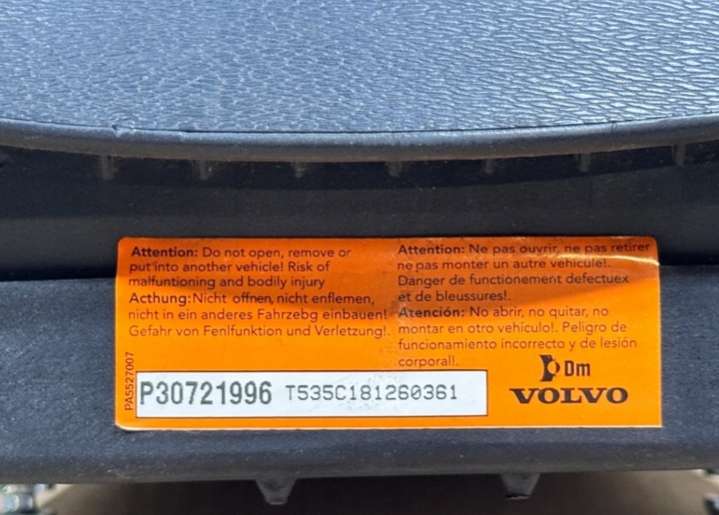 Attention: Do not open, remove or
put into another vehicle! Risk of
malfuntioning and bodily injury
Acthung: Nicht offnen, nicht enflemen,
nicht in ein anderes Fahrzebg einbauen!
Gefahr von Fenlfunktion und Verletzung!.
Attention: Ne pas ouvrir, ne pas retirer
ne pas monter un autre véhicule!.
Danger de functionement defectuex
et de bleussures!.
Atención: No abrir, no quitar, no
montar en otro vehículo!. Peligro de
funcionamiento incorrecto y de lesión
corporal!.
PA5527007
P30721996 T535C181260361
Dm
VOLVO